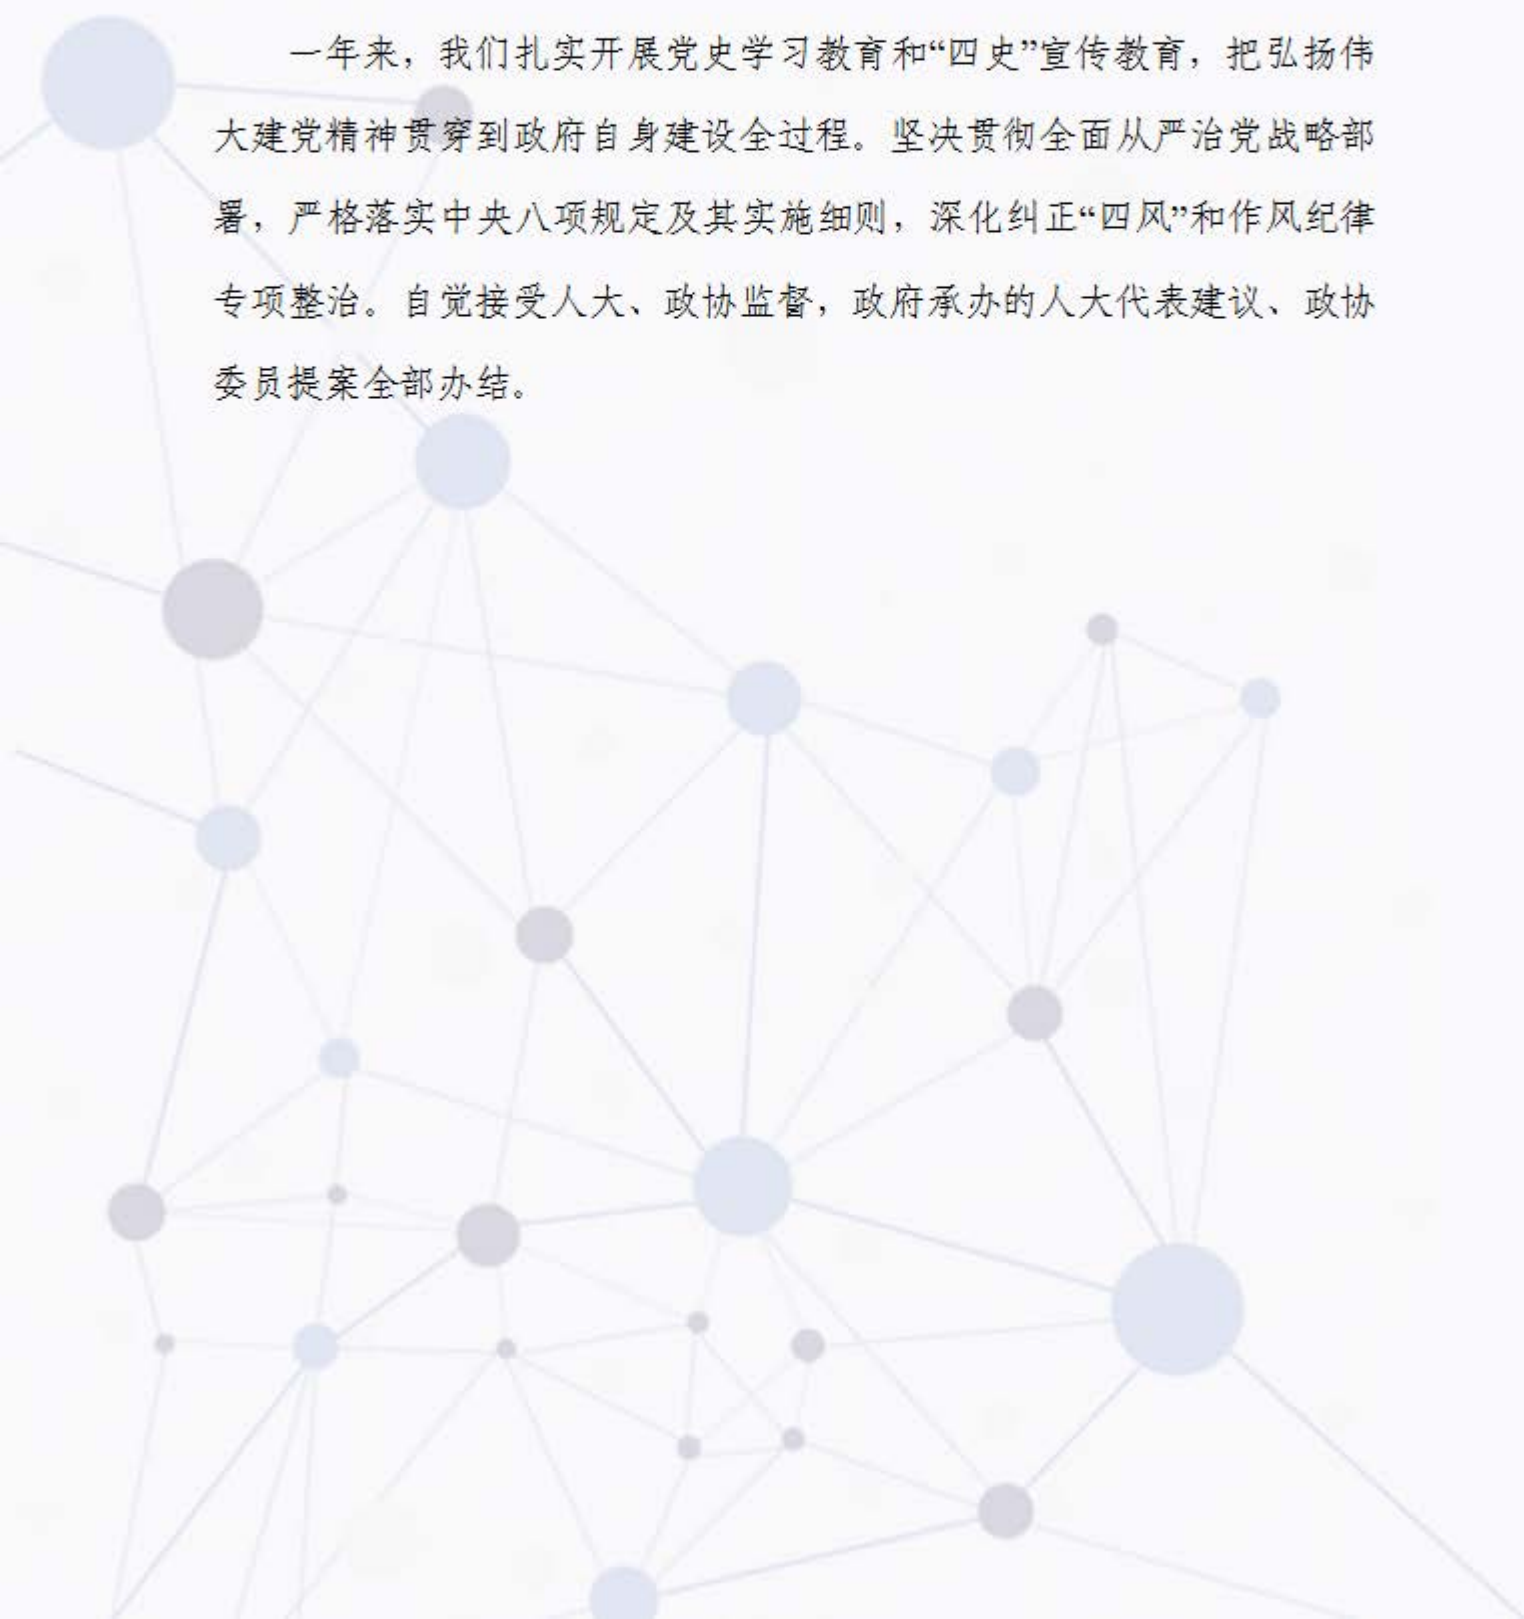 一年来，我们扎实开展党史学习教育和“四史”宣传教育，把弘扬伟
大建党精神贯穿到政府自身建设全过程。坚决贯彻全面从严治党战略部
署，严格落实中央八项规定及其实施细则，深化纠正“四风”和作风纪律
专项整治。自觉接受人大、政协监督，政府承办的人大代表建议、政协
委员提案全部办结。